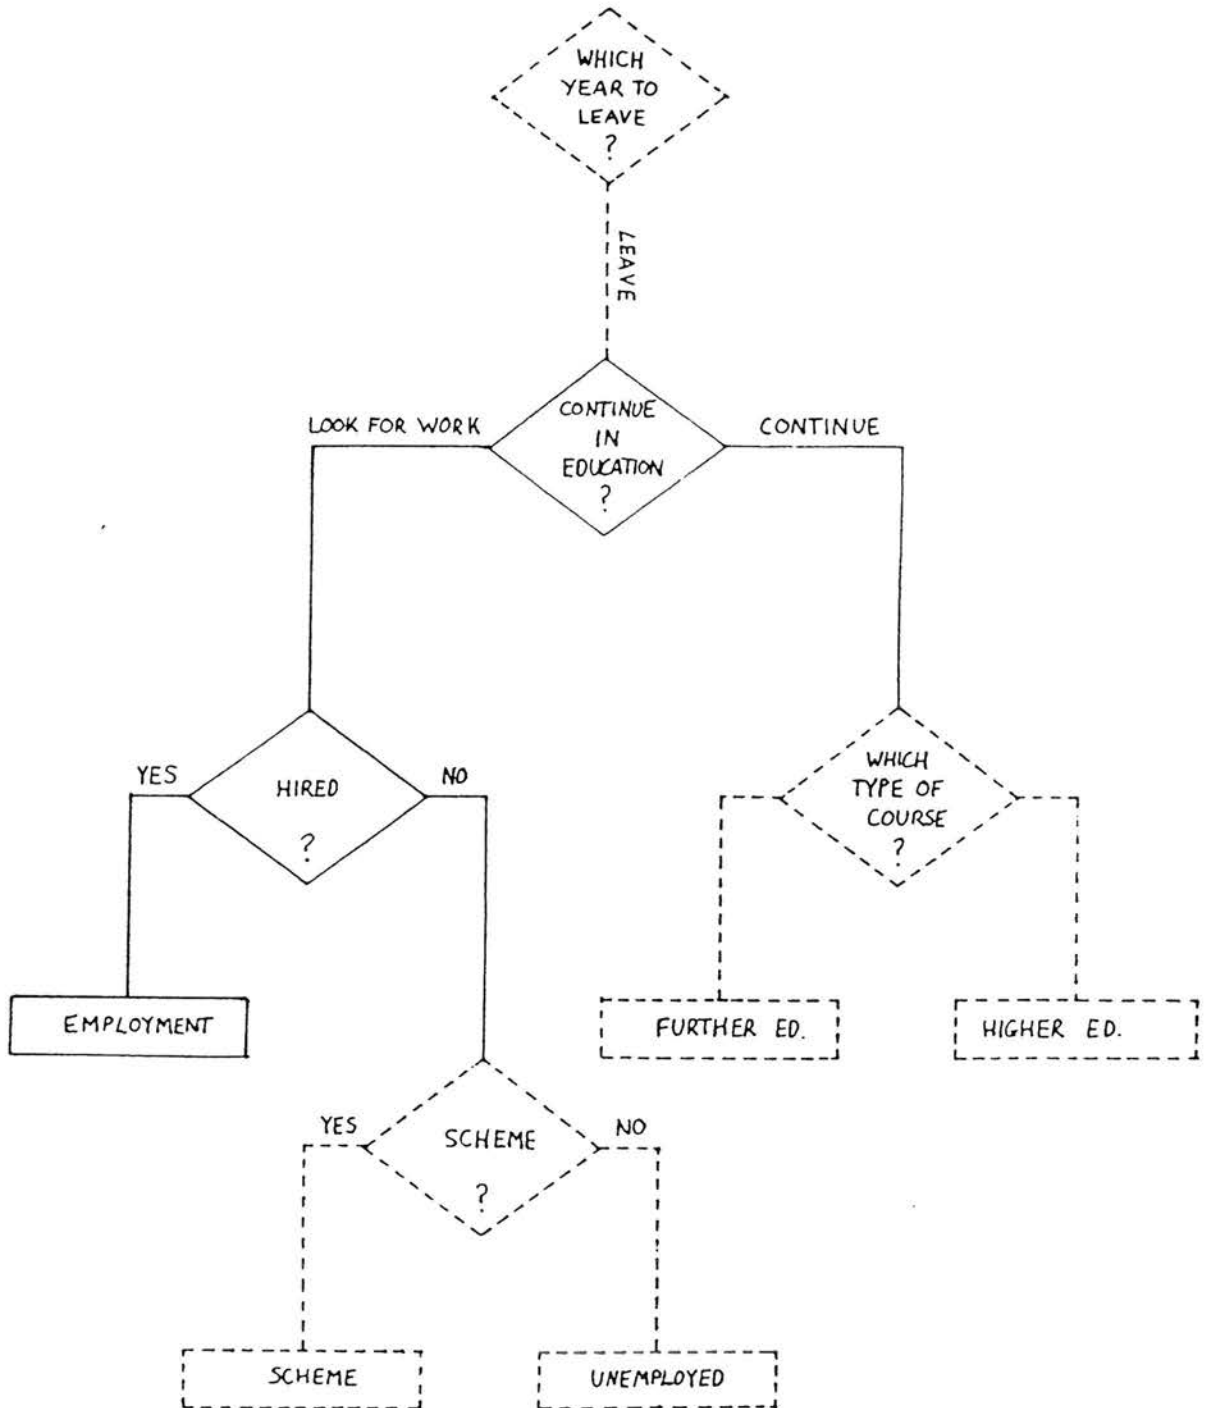 WHICH
YEAR TO
LEAVE
?
LEAVE
LOOK FOR WORK
CONTINUE
IN
EDUCATION
?
CONTINUE
YES
HIRED
?
NO
WHICH
TYPE OF
COURSE
?
EMPLOYMENT
FURTHER ED.
HIGHER ED.
YES
SCHEME
?
NO
SCHEME
UNEMPLOYED